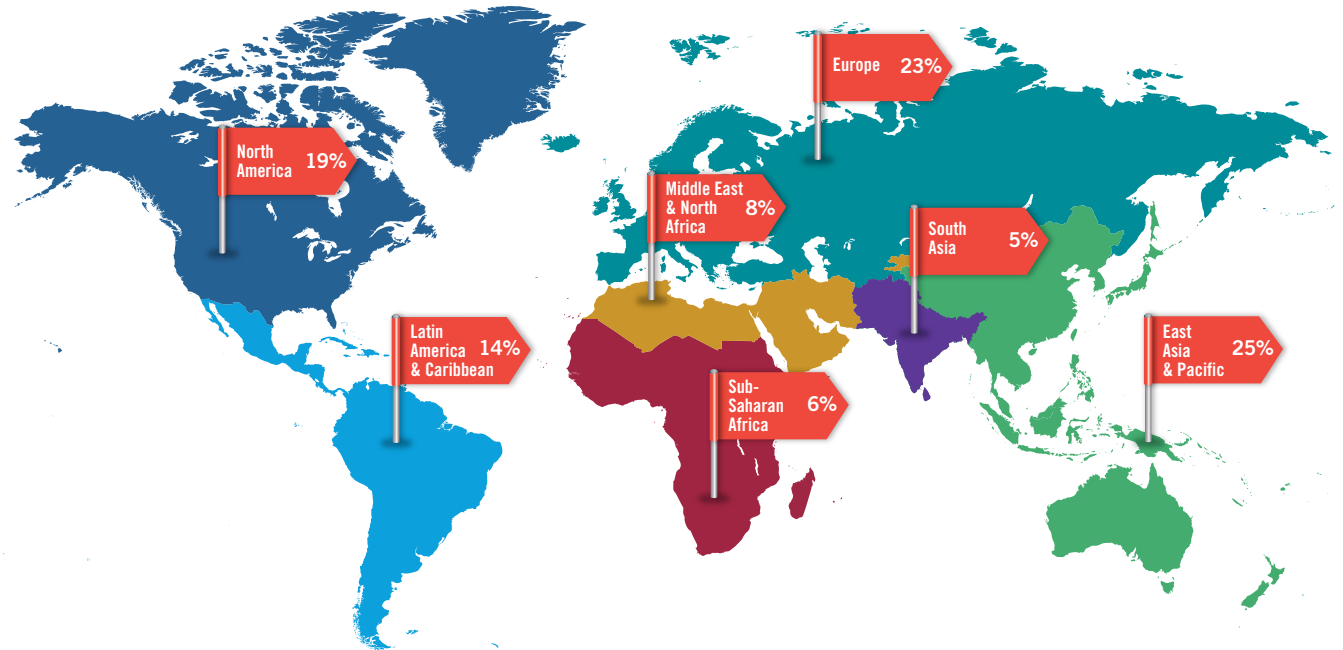 Europe 23%
North
America 19%
Middle East
& North 8%
Africa
South
Asia 5%
Latin
America 14%
& Caribbean
East
Asia 25%
& Pacific
Sub-
Saharan 6%
Africa